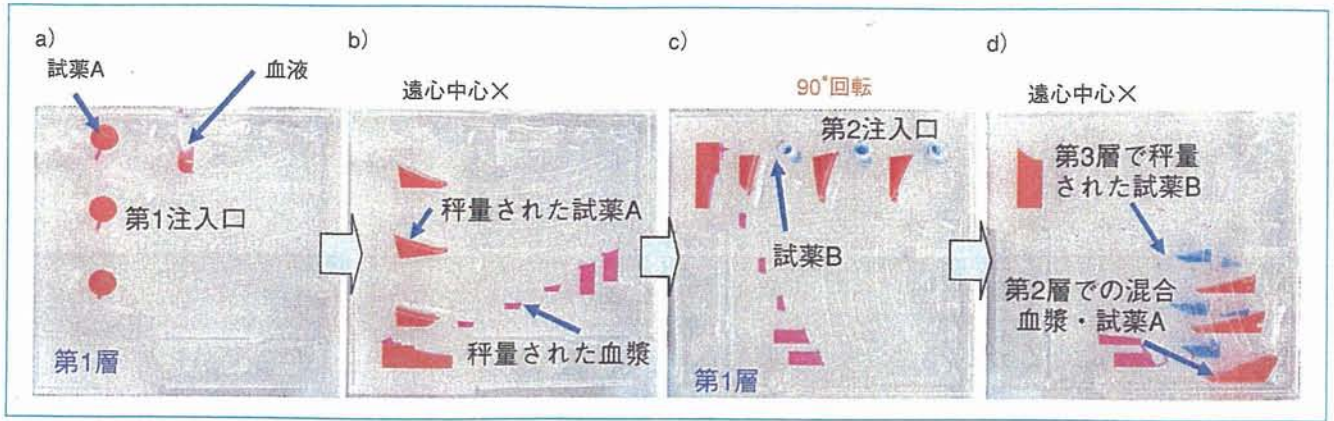 a)
試薬A
血液
第1注入口
第1層
b)
遠心中心×
秤量された試薬A
秤量された血漿
c)
90°回転
第2注入口
試薬B
第1層
d)
遠心中心×
第3層で秤量
された試薬B
第2層での混合
血漿・試薬A